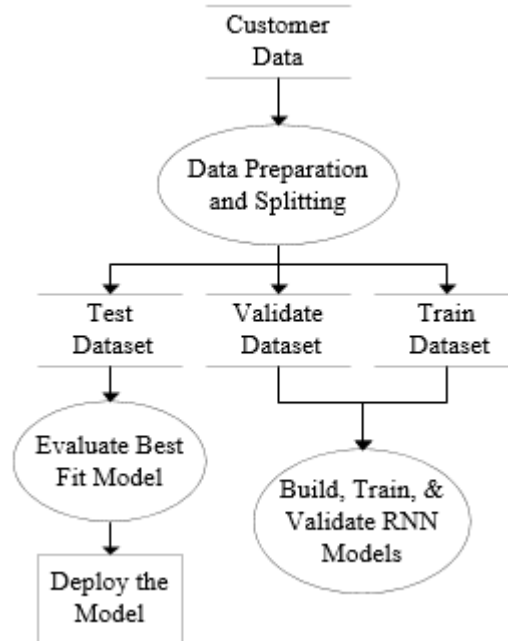 Customer
Data
Data Preparation
and Splitting
Test
Dataset
Validate
Dataset
Train
Dataset
Evaluate Best
Fit Model
Build, Train, &
Validate RNN
Models
Deploy the
Model